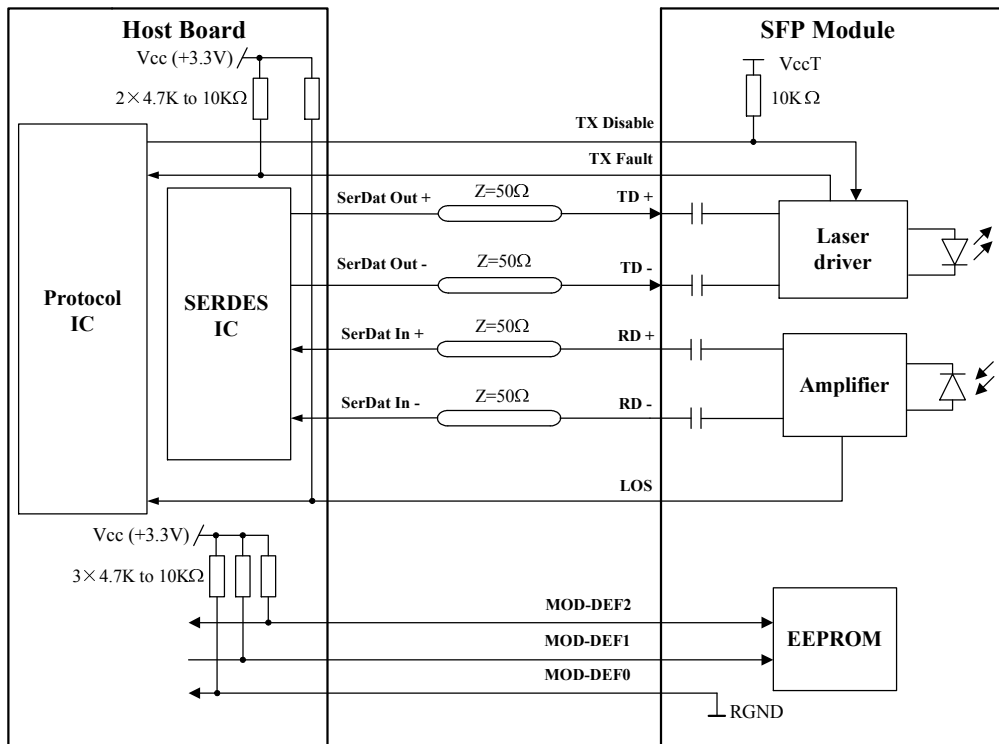 Host Board
SFP Module
Vcc (+3.3V)
VccT
2×4.7K to 10KΩ
10KΩ
TX Disable
TX Fault
SerDat Out +
Z=50Ω
TD +
Laser
driver
SerDat Out -
Z=50Ω
TD -
Protocol
IC
SERDES
IC
SerDat In +
Z=50Ω
RD +
Amplifier
SerDat In -
Z=50Ω
RD -
LOS
Vcc (+3.3V)
3×4.7K to 10KΩ
MOD-DEF2
EEPROM
MOD-DEF1
MOD-DEF0
RGND